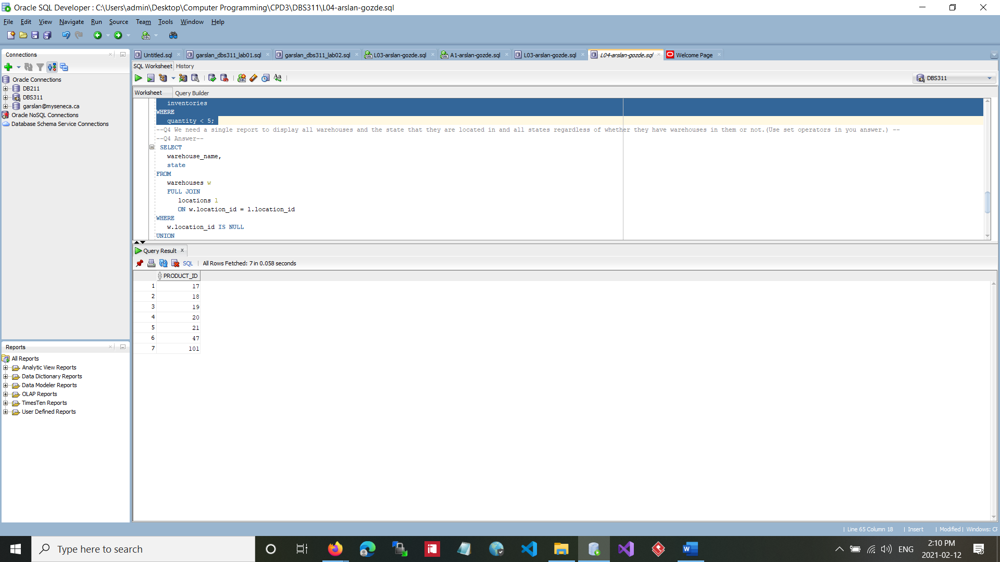 Oracle SQL Developer : C:\Users\admin\Desktop\Computer Programming\CPD3\DBS311\L04-arslan-gozde.sql
File Edit View Navigate Run Source Team Tools Window Help
Connections
Oracle Connections
DB211
DBS311
garslan@myseneca.ca
Oracle NoSQL Connections
Database Schema Service Connections
Reports
All Reports
Analytic View Reports
Data Dictionary Reports
Data Modeler Reports
OLAP Reports
TimesTen Reports
User Defined Reports
Untitled.sql garslan_dbs311_lab01.sql garslan_dbs311_lab02.sql L03-arslan-gozde.sql A1-arslan-gozde.sql L03-arslan-gozde.sql L04-arslan-gozde.sql Welcome Page
SQL Worksheet History
DBS311
Worksheet Query Builder
inventories
WHERE
quantity < 5;
--Q4 We need a single report to display all warehouses and the state that they are located in and all states regardless of whether they have warehouses in them or not.(Use set operators in you answer.) --
--Q4 Answer--
SELECT
warehouse_name,
state
FROM
warehouses w
FULL JOIN
locations l
ON w.location_id = l.location_id
WHERE
w.location_id IS NULL
UNION
Query Result
SQL | All Rows Fetched: 7 in 0.058 seconds
PRODUCT_ID
1 17
2 18
3 19
4 20
5 21
6 47
7 101
| Line 65 Column 18 | Insert | Modified | Windows: CF
Type here to search
ENG
2:10 PM
2021-02-12